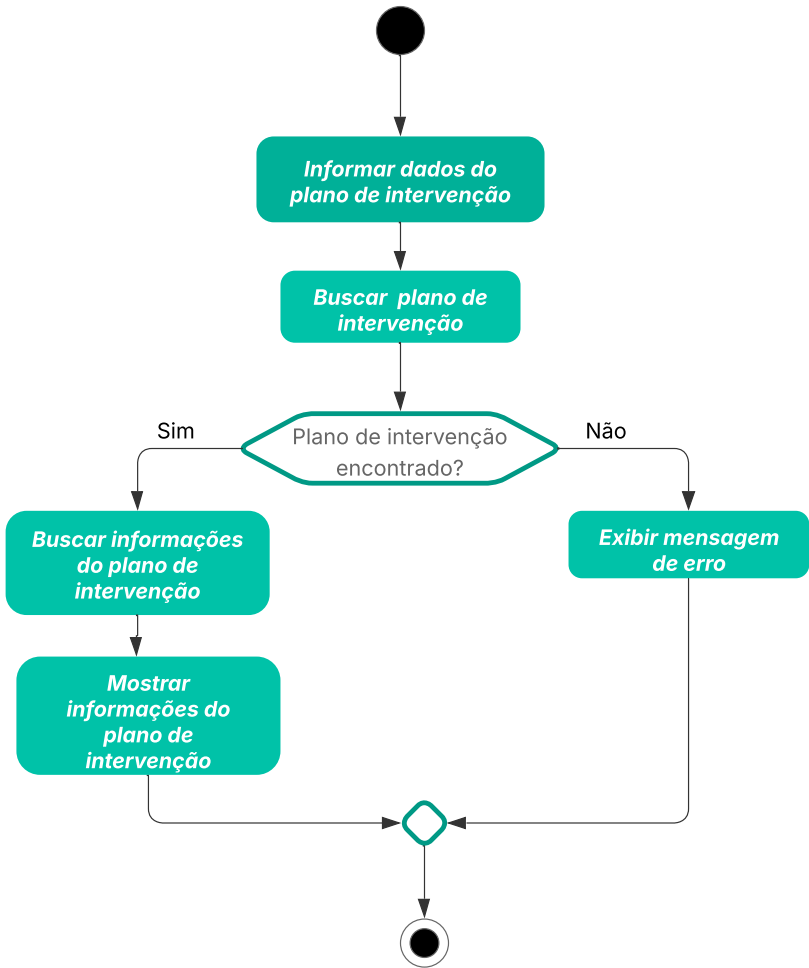 Informar dados do
plano de intervenção
Buscar  plano de
intervenção
Plano de intervenção
encontrado?
Sim
Não
Buscar informações
do plano de
intervenção
Exibir mensagem
de erro
Mostrar
informações do
plano de
intervenção